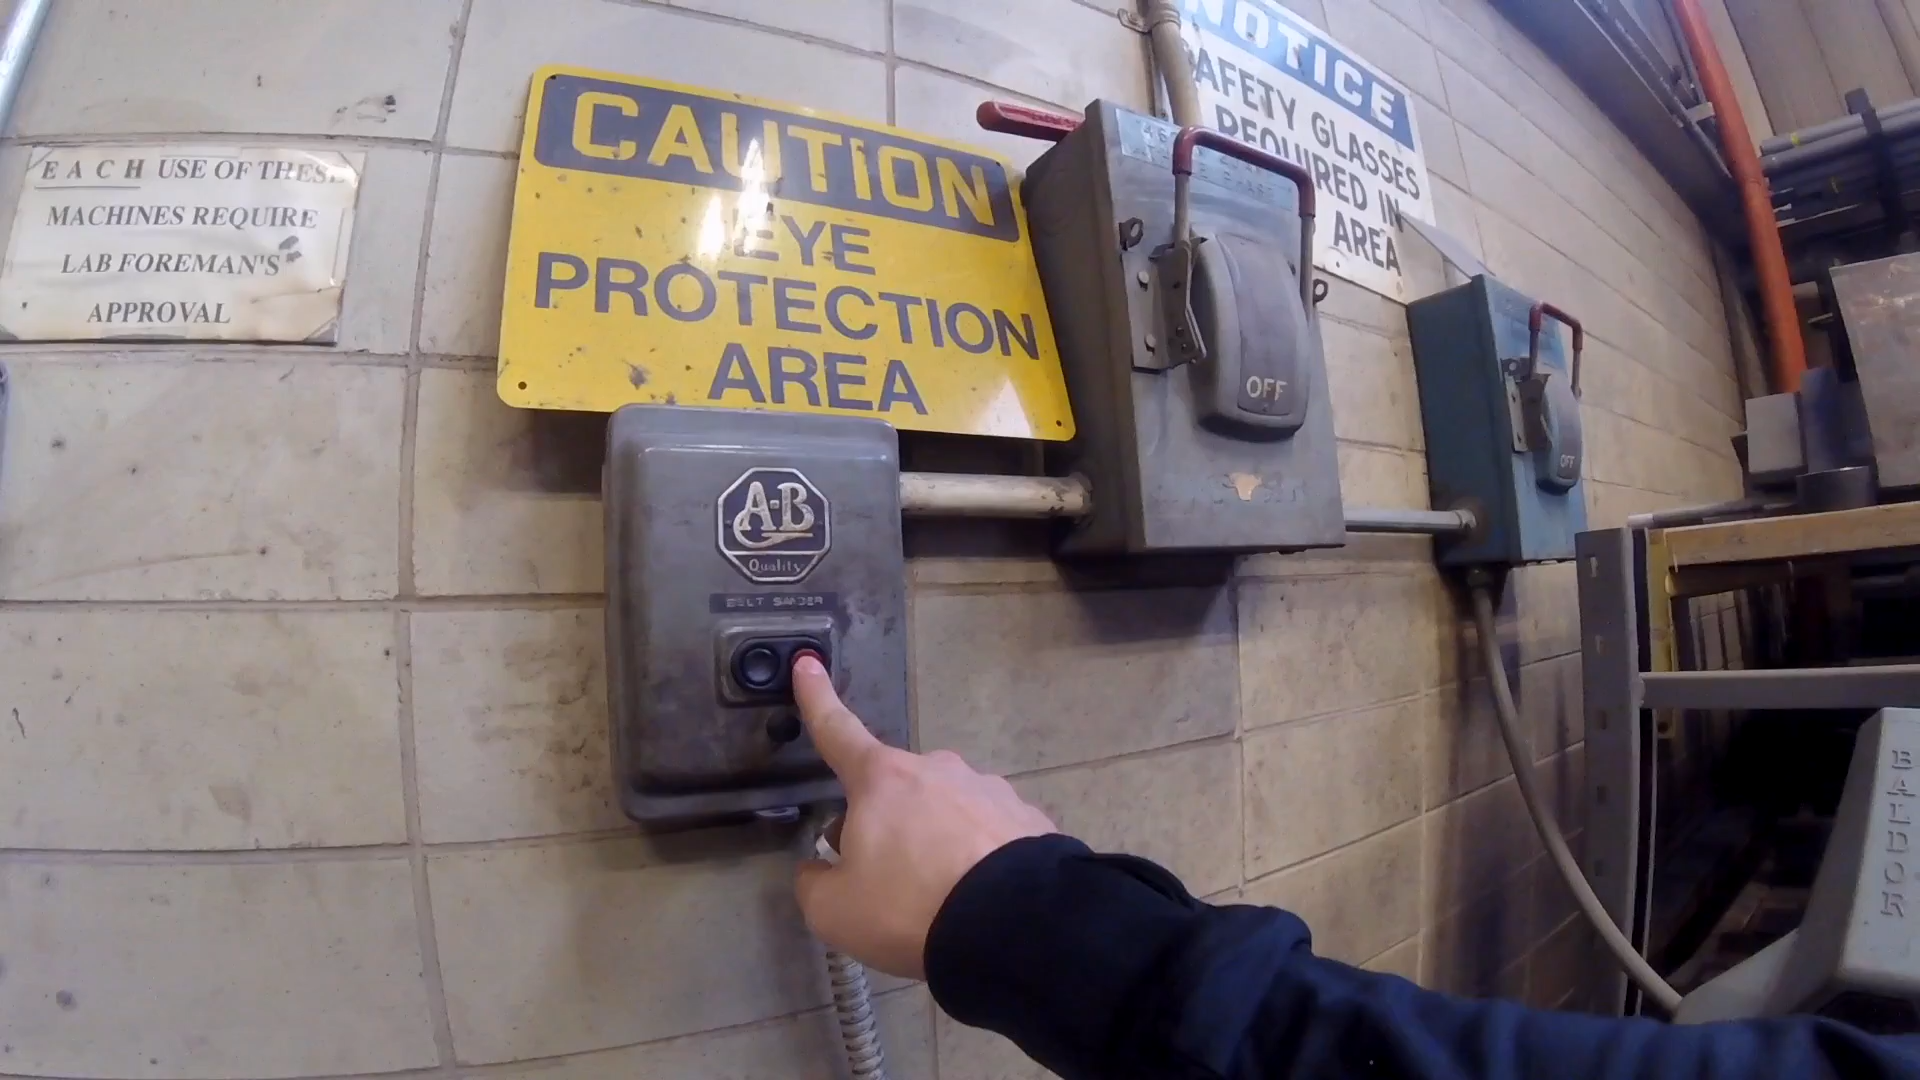 EACH USE OF THESE
MACHINES REQUIRE
LAB FOREMAN'S
APPROVAL
CAUTION
EYE
PROTECTION
AREA
NOTICE
SAFETY GLASSES
REQUIRED IN
AREA
OFF
OFF
A-B
Quality
BELT SANDER
BALDOR